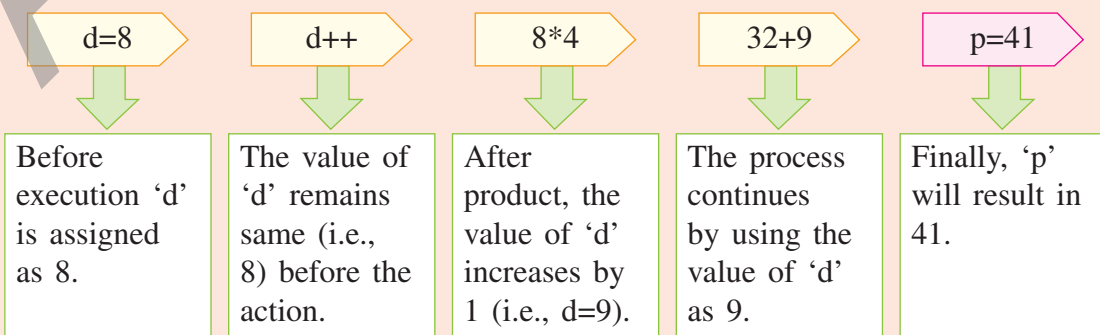 d=8
d++
8*4
32+9
p=41
Before
execution ‘d’
is assigned
as 8.
The value of
‘d’ remains
same (i.e.,
8) before the
action.
After
product, the
value of ‘d’
increases by
1 (i.e., d=9).
The process
continues
by using the
value of ‘d’
as 9.
Finally, ‘p’
will result in
41.